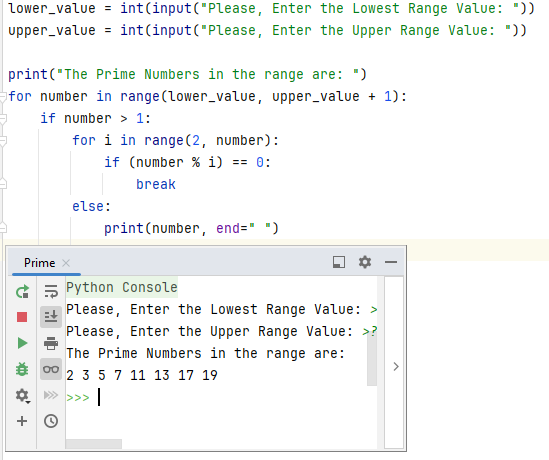 lower_value = int(input("Please, Enter the Lowest Range Value: "))
upper_value = int(input("Please, Enter the Upper Range Value: "))
print("The Prime Numbers in the range are: ")
for number in range(lower_value, upper_value + 1):
    if number > 1:
        for i in range(2, number):
            if (number % i) == 0:
                break
        else:
            print(number, end=" ")
Prime
Python Console
Please, Enter the Lowest Range Value: >
Please, Enter the Upper Range Value: >?
The Prime Numbers in the range are:
2 3 5 7 11 13 17 19
>>>